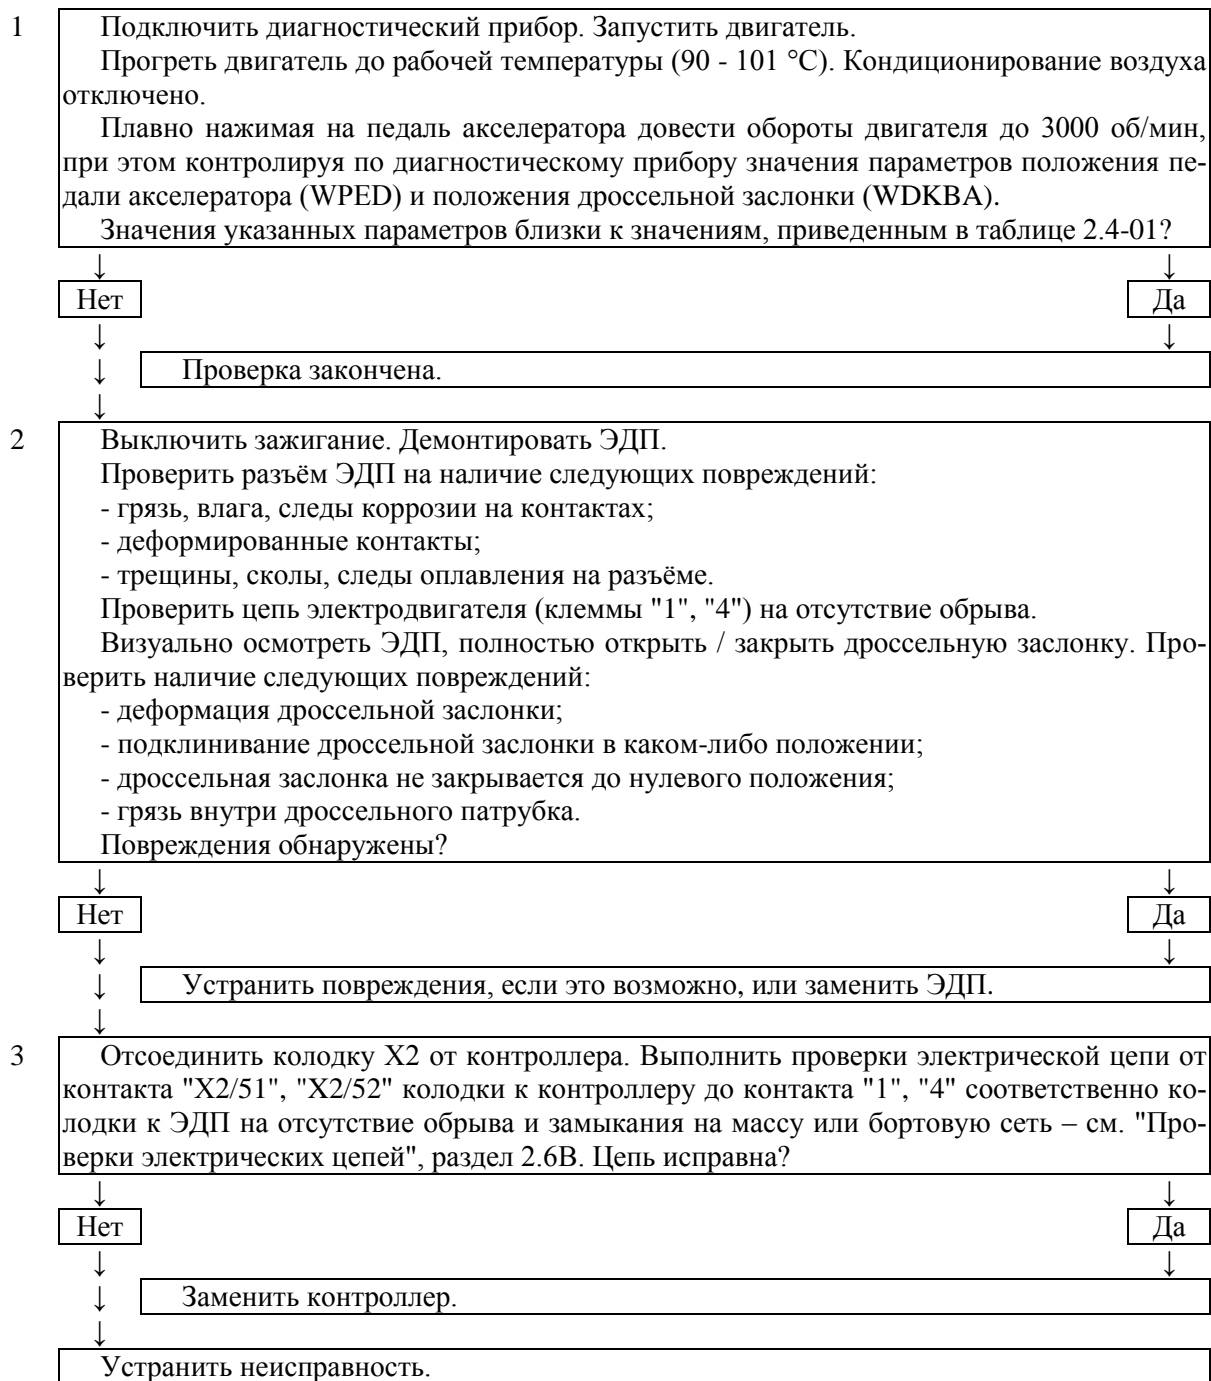 1 Подключить диагностический прибор. Запустить двигатель.
Прогреть двигатель до рабочей температуры (90 - 101 °С). Кондиционирование воздуха
отключено.
Плавно нажимая на педаль акселератора довести обороты двигателя до 3000 об/мин,
при этом контролируя по диагностическому прибору значения параметров положения пе-
дали акселератора (WPED) и положения дроссельной заслонки (WDKBA).
Значения указанных параметров близки к значениям, приведенным в таблице 2.4-01?
↓ ↓
Нет Да
↓ ↓
↓ Проверка закончена.
↓
2 Выключить зажигание. Демонтировать ЭДП.
Проверить разъём ЭДП на наличие следующих повреждений:
- грязь, влага, следы коррозии на контактах;
- деформированные контакты;
- трещины, сколы, следы оплавления на разъёме.
Проверить цепь электродвигателя (клеммы "1", "4") на отсутствие обрыва.
Визуально осмотреть ЭДП, полностью открыть / закрыть дроссельную заслонку. Про-
верить наличие следующих повреждений:
- деформация дроссельной заслонки;
- подклинивание дроссельной заслонки в каком-либо положении;
- дроссельная заслонка не закрывается до нулевого положения;
- грязь внутри дроссельного патрубка.
Повреждения обнаружены?
↓ ↓
Нет Да
↓ ↓
↓ Устранить повреждения, если это возможно, или заменить ЭДП.
↓
3 Отсоединить колодку Х2 от контроллера. Выполнить проверки электрической цепи от
контакта "Х2/51", "Х2/52" колодки к контроллеру до контакта "1", "4" соответственно ко-
лодки к ЭДП на отсутствие обрыва и замыкания на массу или бортовую сеть – см. "Про-
верки электрических цепей", раздел 2.6В. Цепь исправна?
↓ ↓
Нет Да
↓ ↓
↓ Заменить контроллер.
↓
Устранить неисправность.